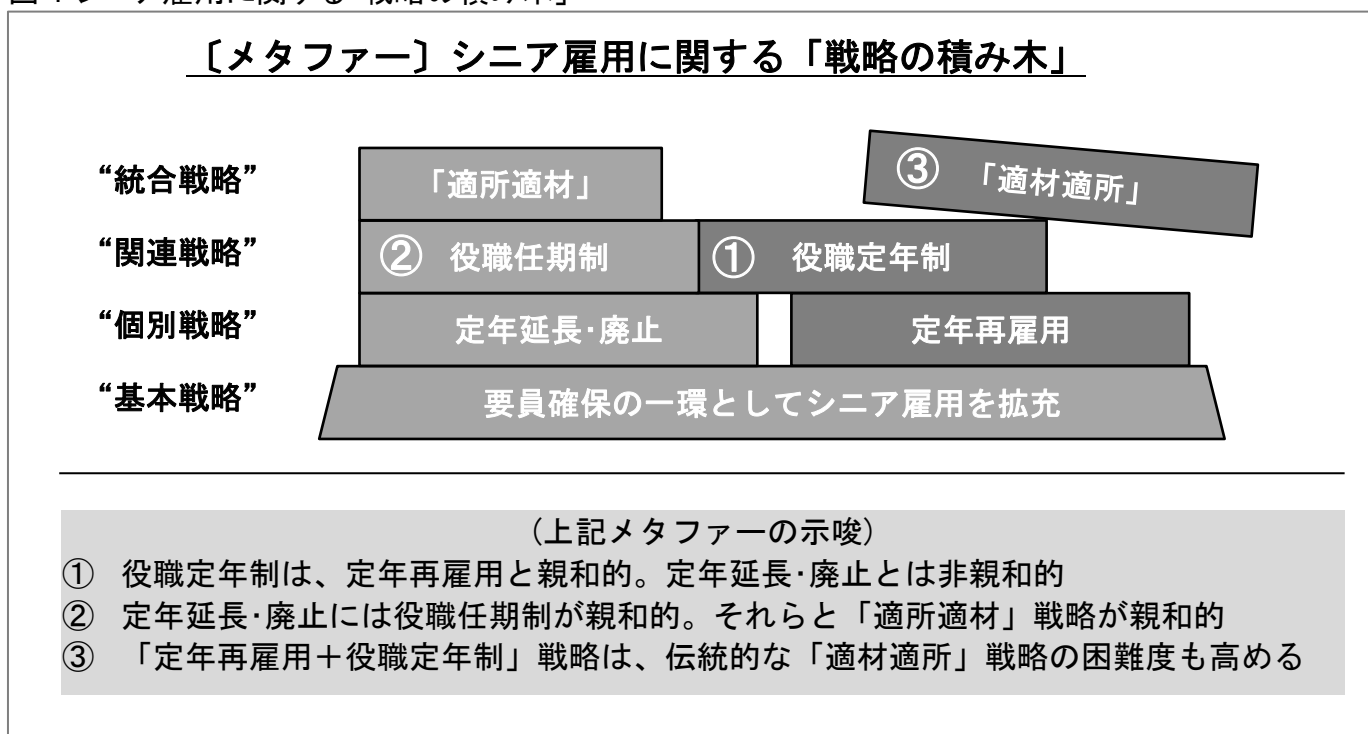 〔メタファー〕シニア雇用に関する「戦略の積み木」
“統合戦略”
「適所適材」
③ 「適材適所」
“関連戦略”
② 役職任期制
① 役職定年制
“個別戦略”
定年延長・廃止
定年再雇用
“基本戦略”
要員確保の一環としてシニア雇用を拡充
（上記メタファーの示唆）
① 役職定年制は、定年再雇用と親和的。定年延長・廃止とは非親和的
② 定年延長・廃止には役職任期制が親和的。それらと「適所適材」戦略が親和的
③ 「定年再雇用＋役職定年制」戦略は、伝統的な「適材適所」戦略の困難度も高める